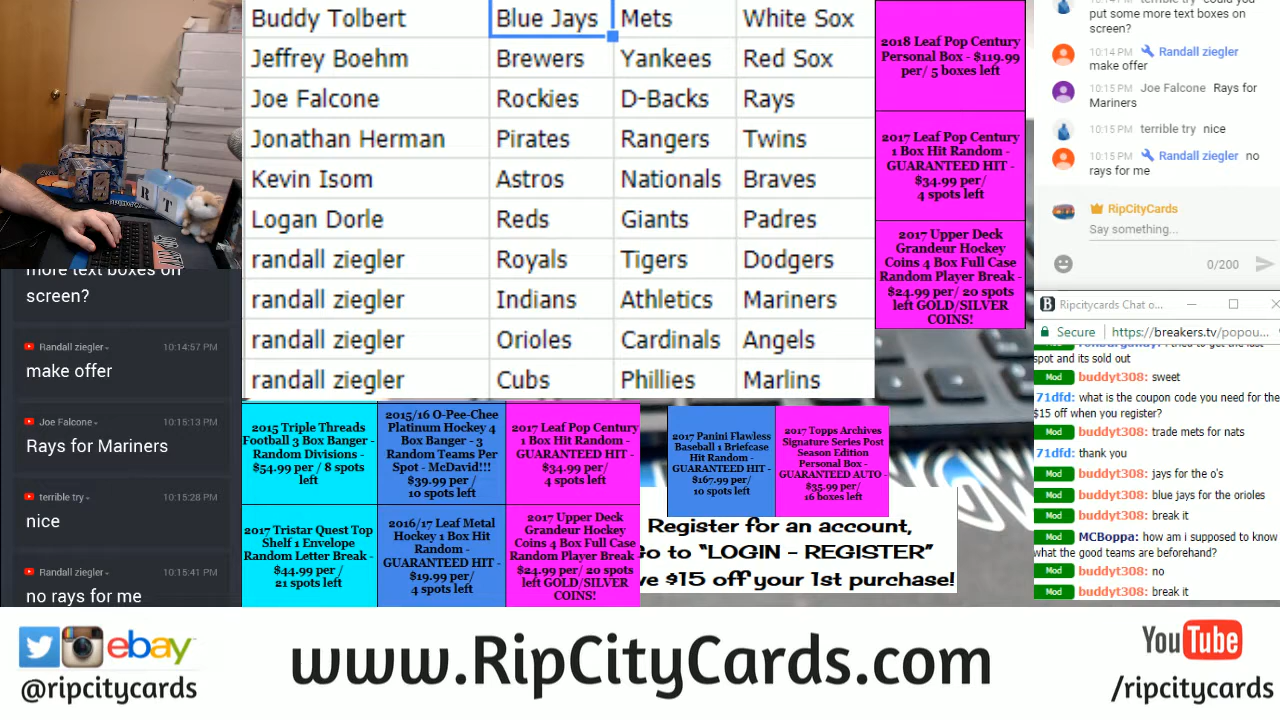 Buddy Tolbert Blue Jays Mets White Sox
Jeffrey Boehm Brewers Yankees Red Sox
Joe Falcone Rockies D-Backs Rays
Jonathan Herman Pirates Rangers Twins
Kevin Isom Astros Nationals Braves
Logan Dorle Reds Giants Padres
randall ziegler Royals Tigers Dodgers
randall ziegler Indians Athletics Mariners
randall ziegler Orioles Cardinals Angels
randall ziegler Cubs Phillies Marlins
2018 Leaf Pop Century
Personal Box - $119.99
per/ 5 boxes left
2017 Leaf Pop Century
1 Box Hit Random -
GUARANTEED HIT -
$34.99 per/
4 spots left
2017 Upper Deck
Grandeur Hockey
Coins 4 Box Full Case
Random Player Break -
$24.99 per/ 20 spots
left GOLD/SILVER
COINS!
10:14 PM terrible try could you
put some more text boxes on
screen?
10:14 PM Randall ziegler
make offer
10:15 PM Joe Falcone Rays for
Mariners
10:15 PM terrible try nice
10:15 PM Randall ziegler no
rays for me
RipCityCards
Say something...
0/200
Ripcitycards Chat o...
Secure https://breakers.tv/popou...
spot and its sold out
Mod buddyt308: sweet
71dfd: what is the coupon code you need for the
$15 off when you register?
Mod buddyt308: trade mets for nats
71dfd: thank you
Mod buddyt308: jays for the o's
Mod buddyt308: blue jays for the orioles
Mod buddyt308: break it
MCBoppa: how am i supposed to know
what the good teams are beforehand?
Mod buddyt308: no
Mod buddyt308: break it
R T
more text boxes on
screen?
Randall ziegler 10:14:57 PM
make offer
Joe Falcone 10:15:13 PM
Rays for Mariners
terrible try 10:15:28 PM
nice
Randall ziegler 10:15:41 PM
no rays for me
2015 Triple Threads
Football 3 Box Banger -
Random Divisions -
$54.99 per / 8 spots
left
2015/16 O-Pee-Chee
Platinum Hockey 4
Box Banger - 3
Random Teams Per
Spot - McDavid!!!
$39.99 per/
10 spots left
2017 Leaf Pop Century
1 Box Hit Random -
GUARANTEED HIT -
$34.99 per/
4 spots left
2017 Panini Flawless
Baseball 1 Briefcase
Hit Random -
GUARANTEED HIT -
$167.99 per/
10 spots left
2017 Topps Archives
Signature Series Post
Season Edition
Personal Box -
GUARANTEED AUTO -
$35.99 per/
16 boxes left
2017 Tristar Quest Top
Shelf 1 Envelope
Random Letter Break -
$44.99 per/
21 spots left
2016/17 Leaf Metal
Hockey 1 Box Hit
Random -
GUARANTEED HIT -
$19.99 per/
4 spots left
2017 Upper Deck
Grandeur Hockey
Coins 4 Box Full Case
Random Player Break
$24.99 per/ 20 spots
left GOLD/SILVER
COINS!
Register for an account,
Go to “LOGIN - REGISTER”
ve $15 off your 1st purchase!
ebay
@ripcitycards
www.RipCityCards.com
YouTube
/ripcitycards